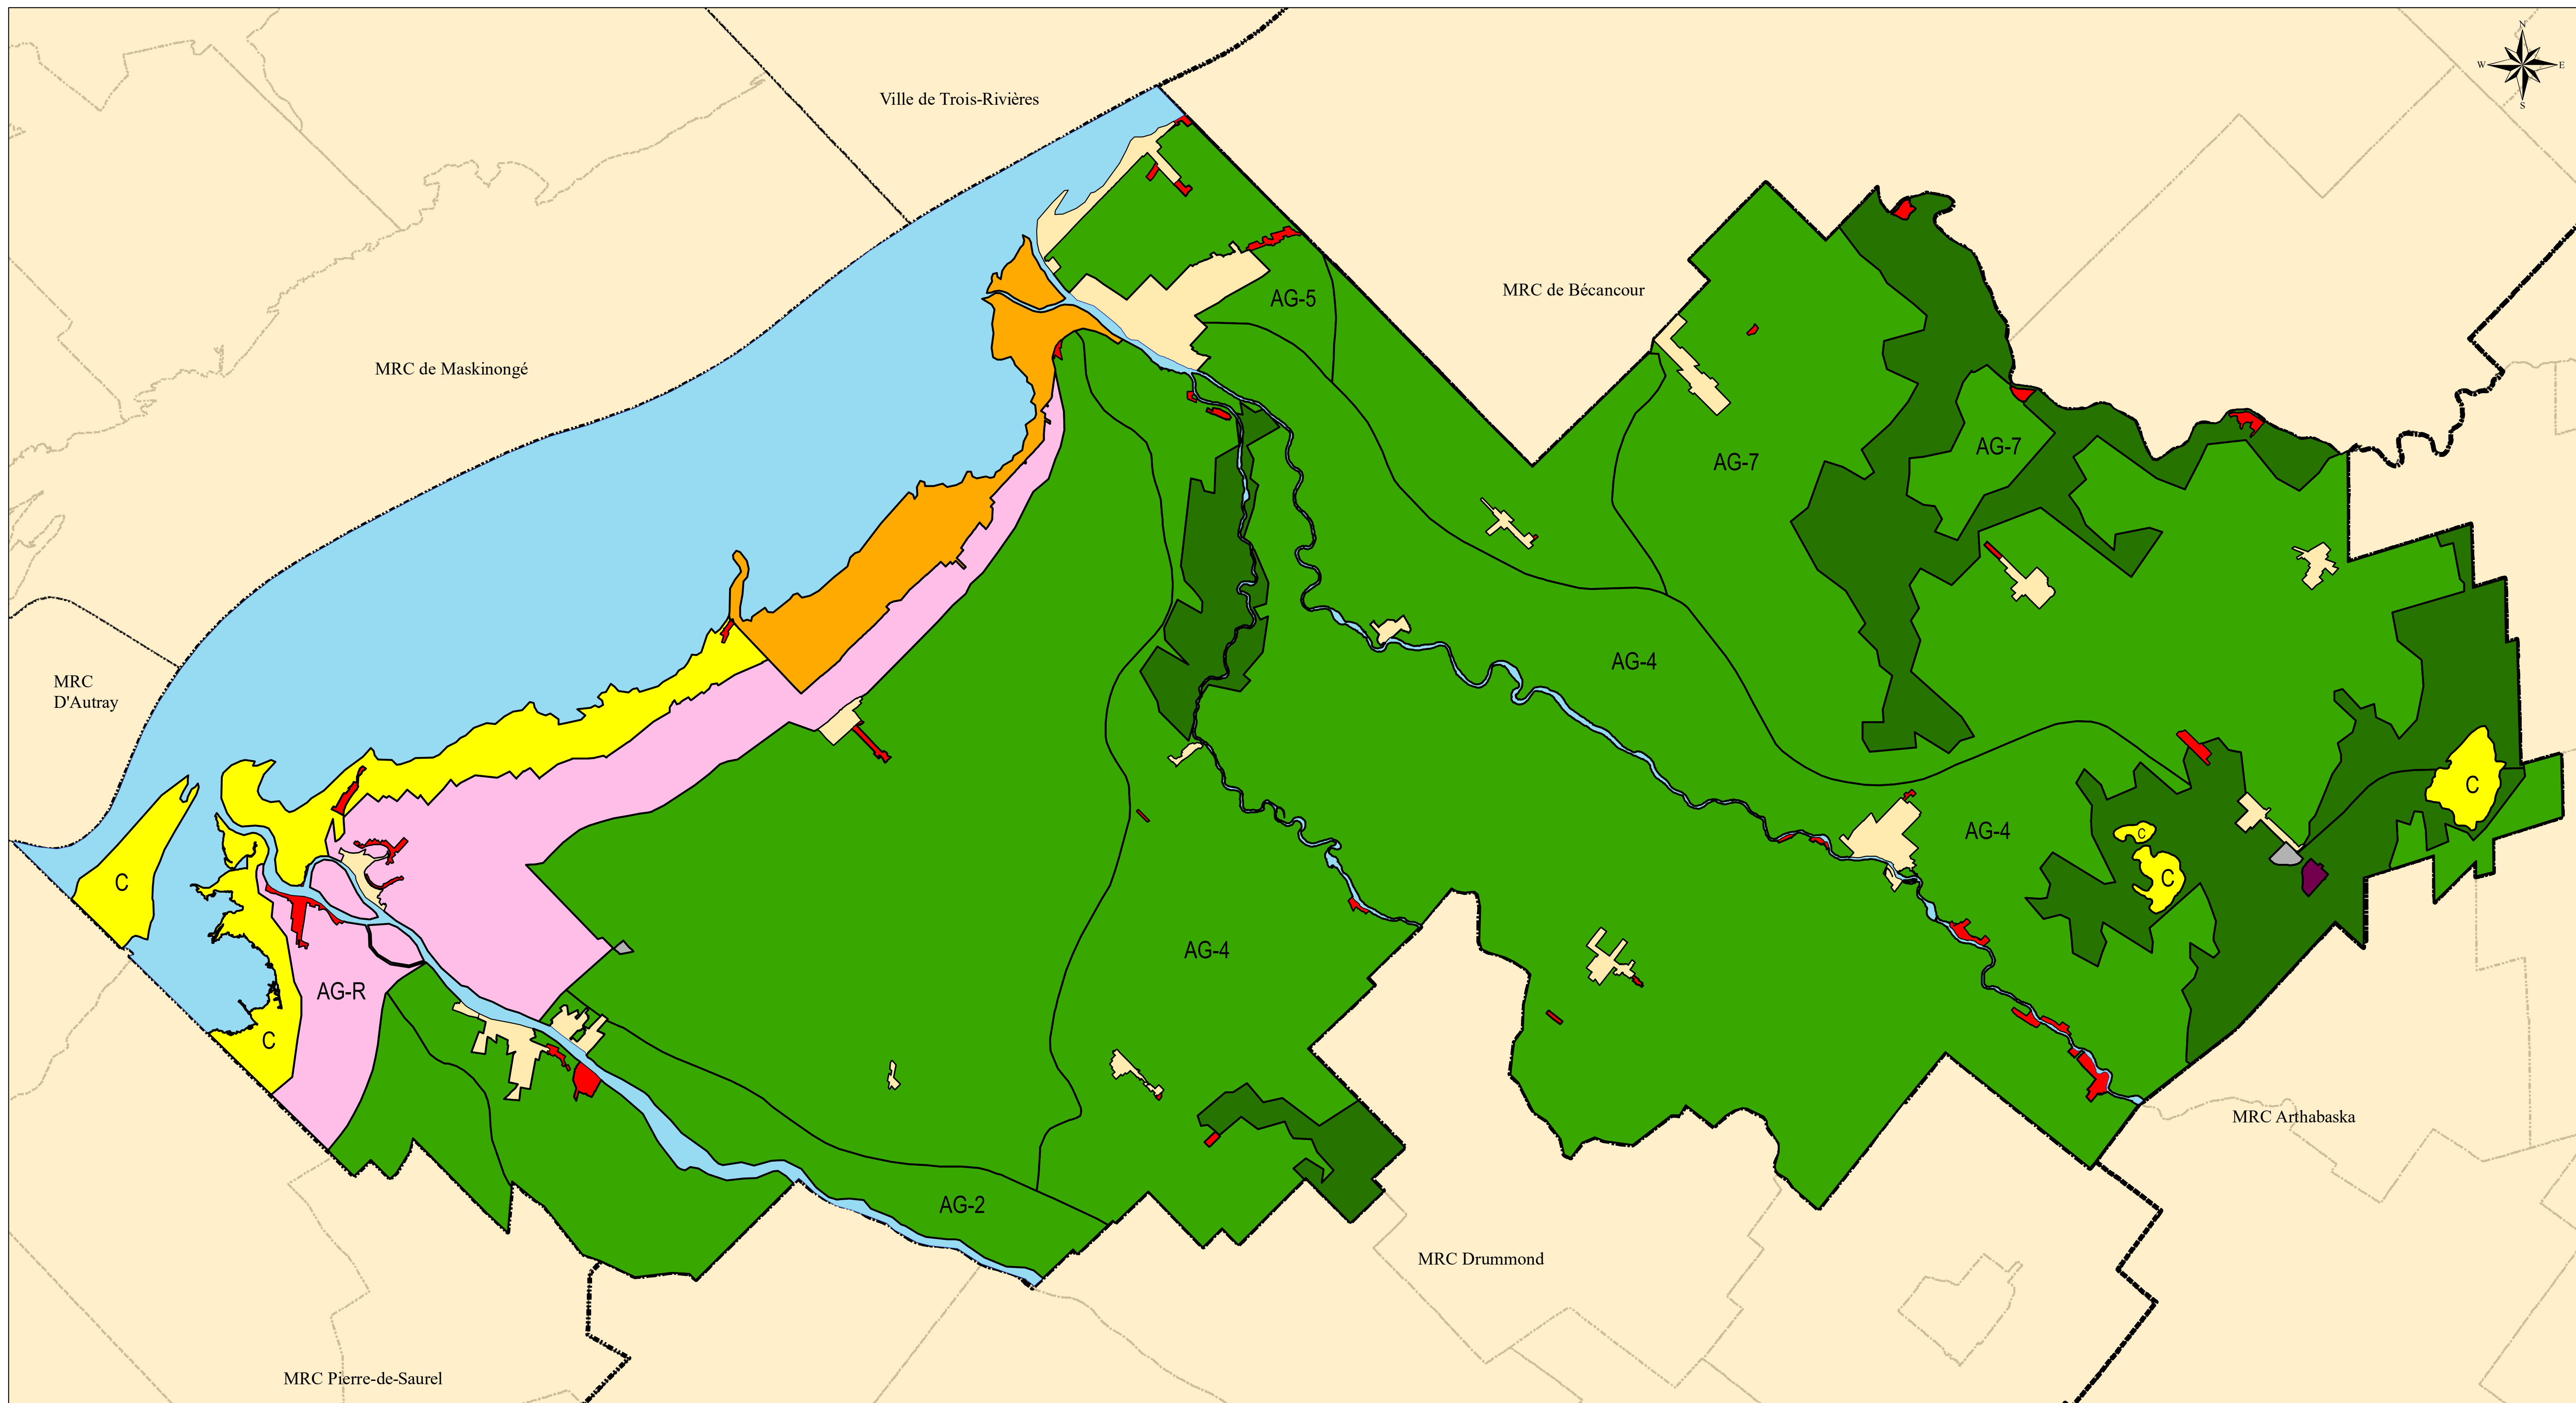 N
W
E
S
Ville de Trois-Rivières
MRC de Bécancour
AG-5
MRC de Maskinongé
AG-7
AG-7
AG-4
MRC
D'Autray
C
AG-4
C
C
C
AG-4
AG-R
C
MRC Arthabaska
AG-2
MRC Drummond
MRC Pierre-de-Saurel